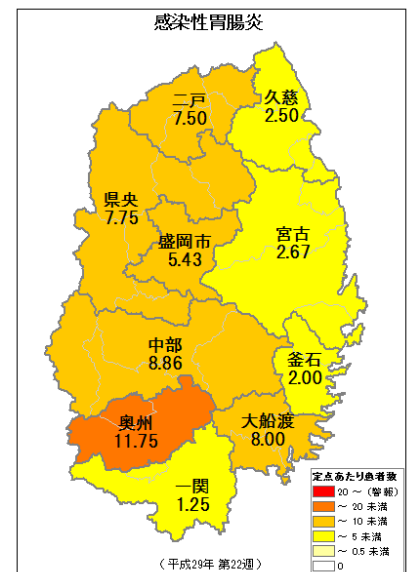 感染性胃腸炎
二戸
7.50
久慈
2.50
県央
7.75
盛岡市
5.43
宮古
2.67
中部
8.86
釜石
2.00
奥州
11.75
大船渡
8.00
一関
1.25
定点あたり患者数
20 ~ (警報)
~ 20 未満
~ 10 未満
~ 5 未満
~ 0.5 未満
0
(平成29年 第22週)